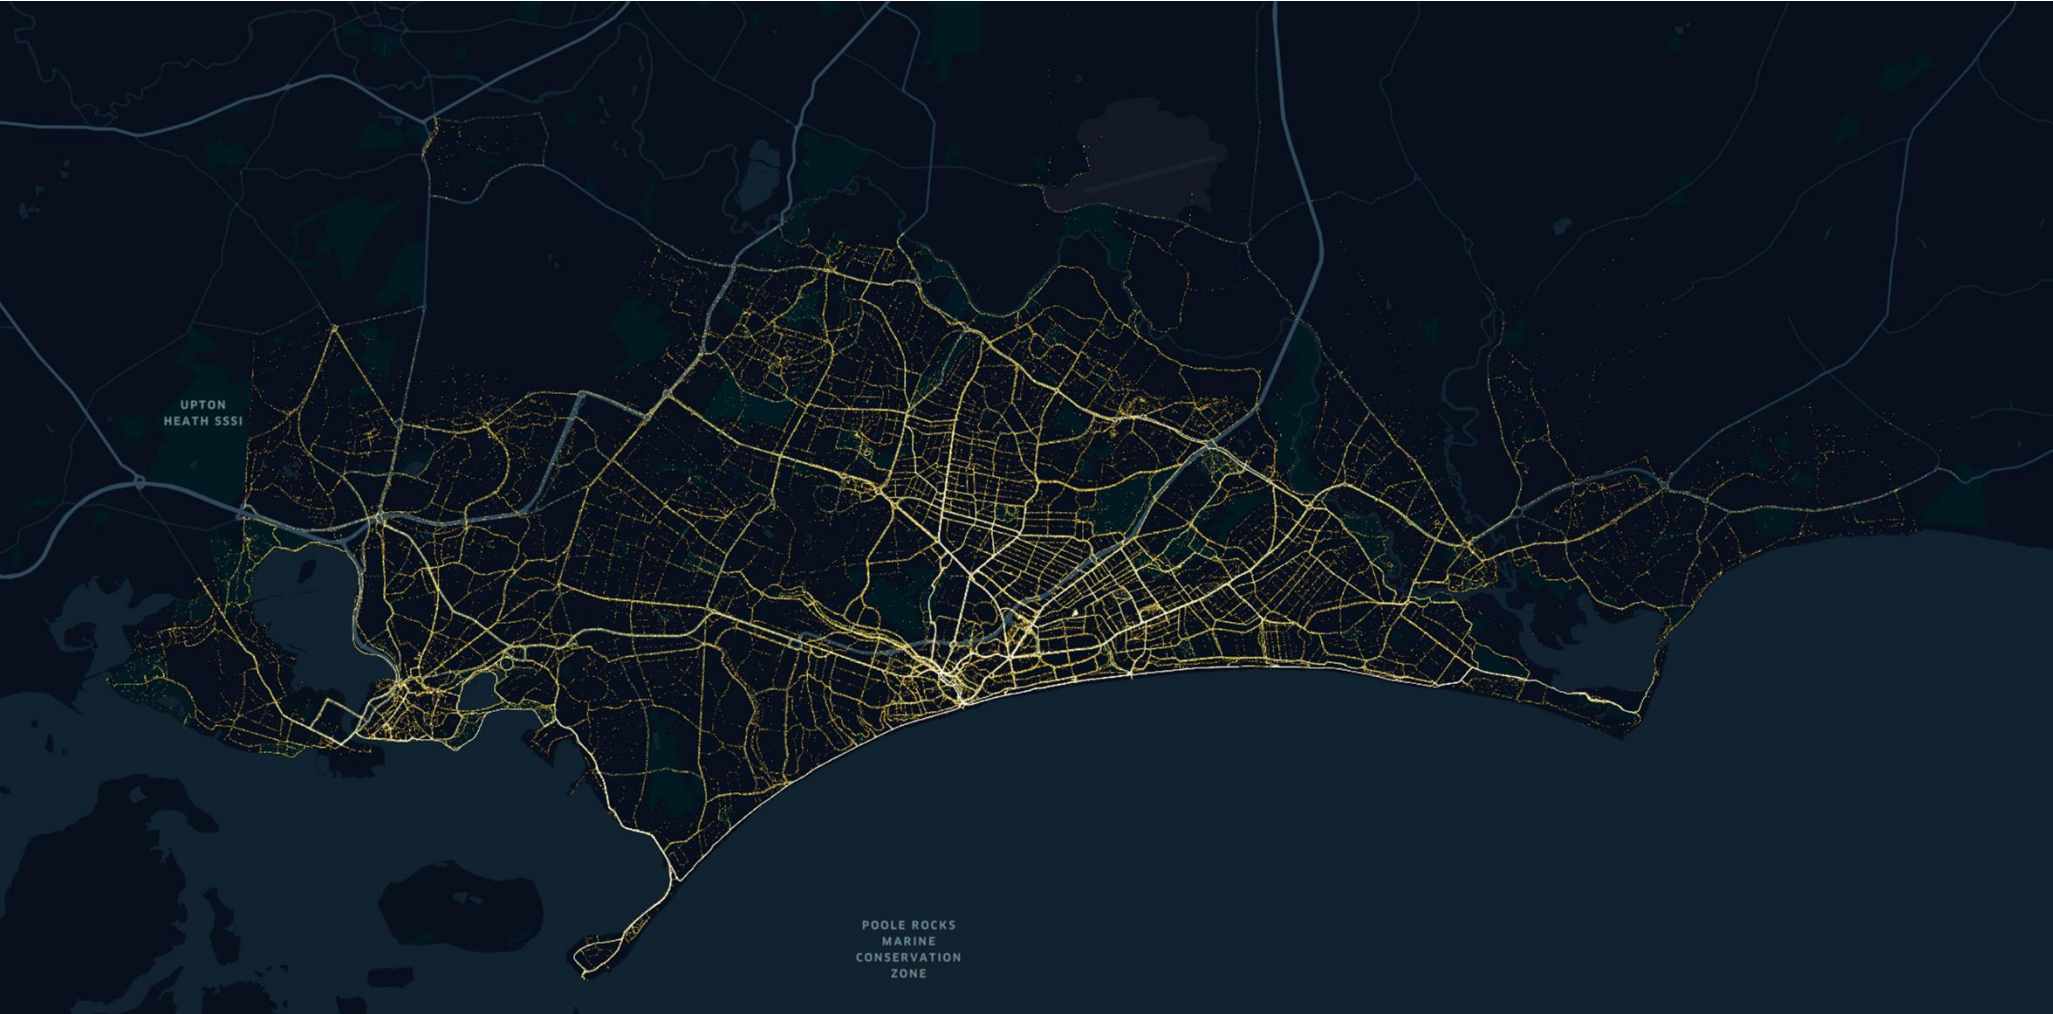 UPTON
HEATH SSSI
POOLE ROCKS
MARINE
CONSERVATION
ZONE